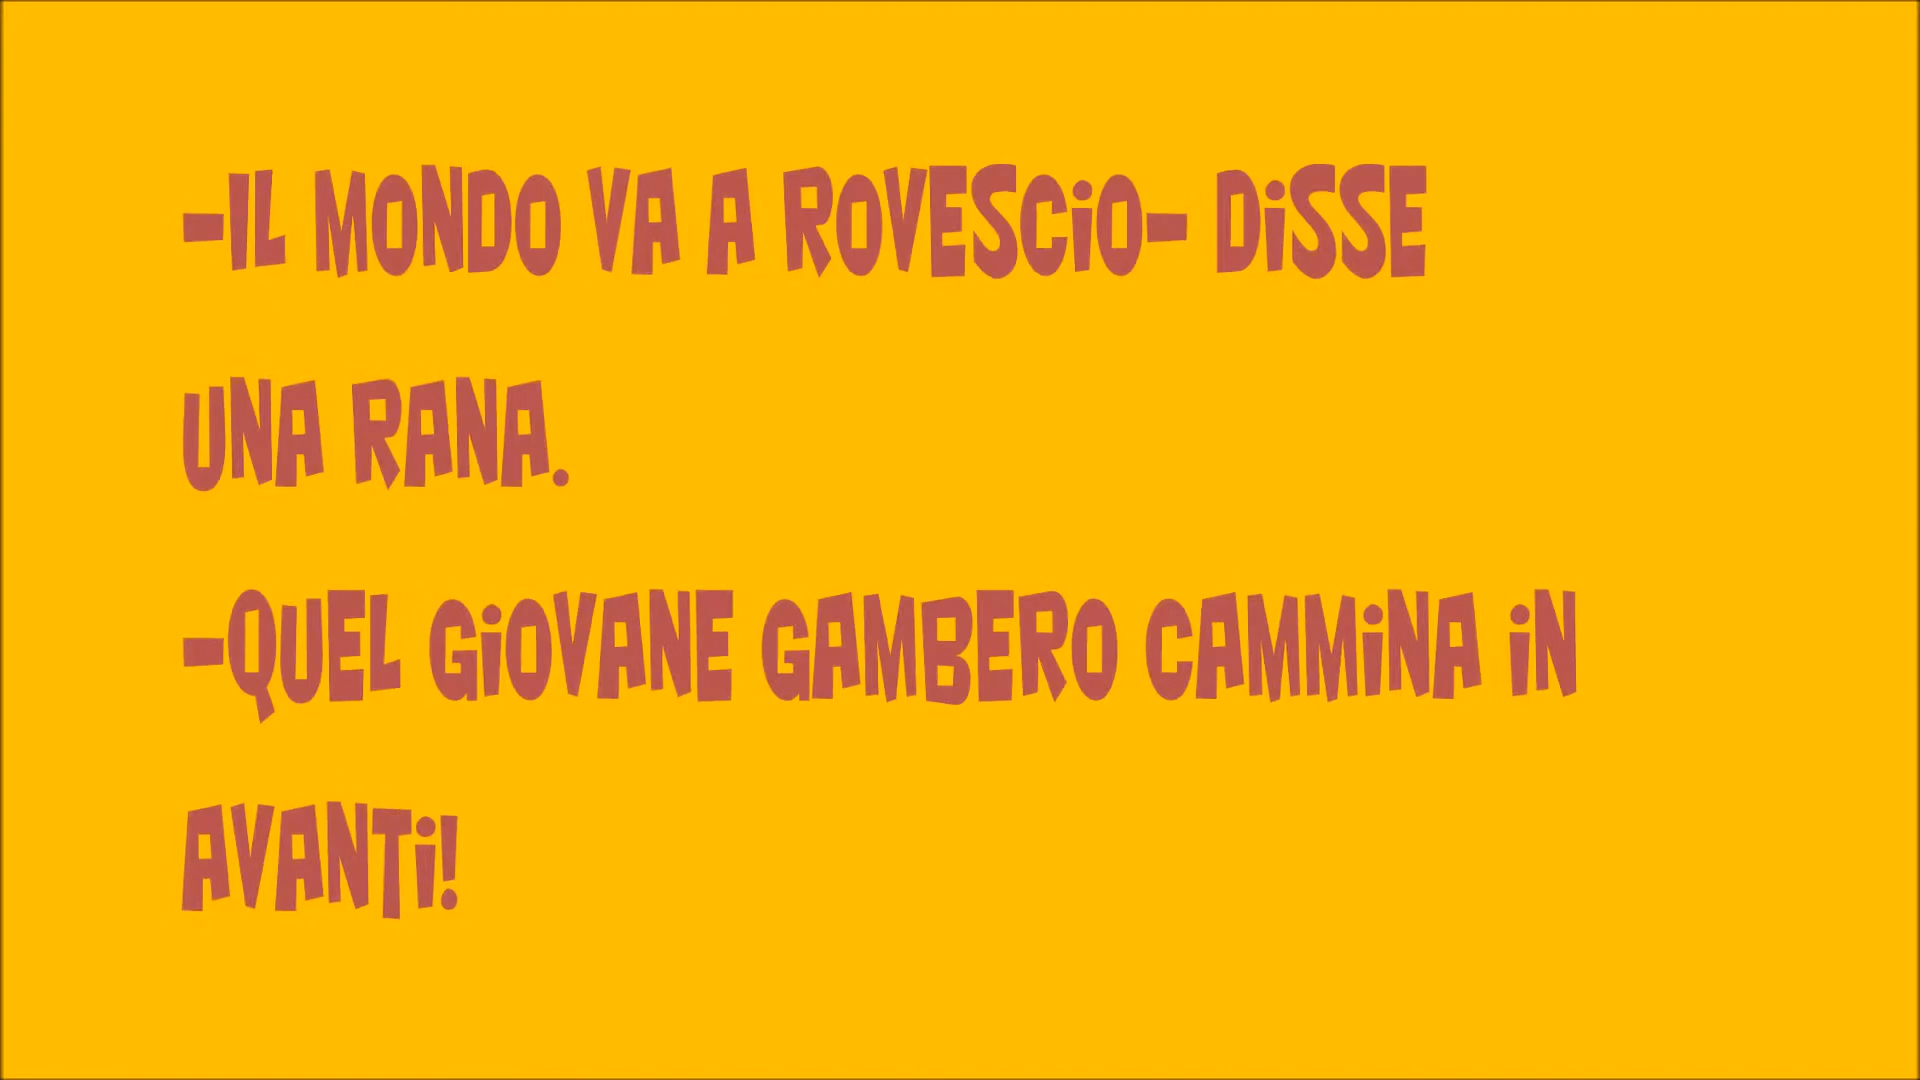 -IL MONDO VA A ROVESCIO- DISSE
UNA RANA.
-QUEL GIOVANE GAMBERO CAMMINA IN
AVANTI!